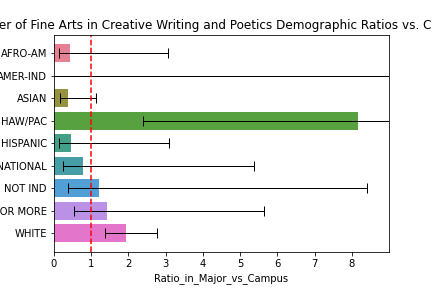 er of Fine Arts in Creative Writing and Poetics Demographic Ratios vs. C
AFRO-AM
AMER-IND
ASIAN
HAW/PAC
HISPANIC
NATIONAL
NOT IND
OR MORE
WHITE
0 1 2 3 4 5 6 7 8
Ratio_in_Major_vs_Campus